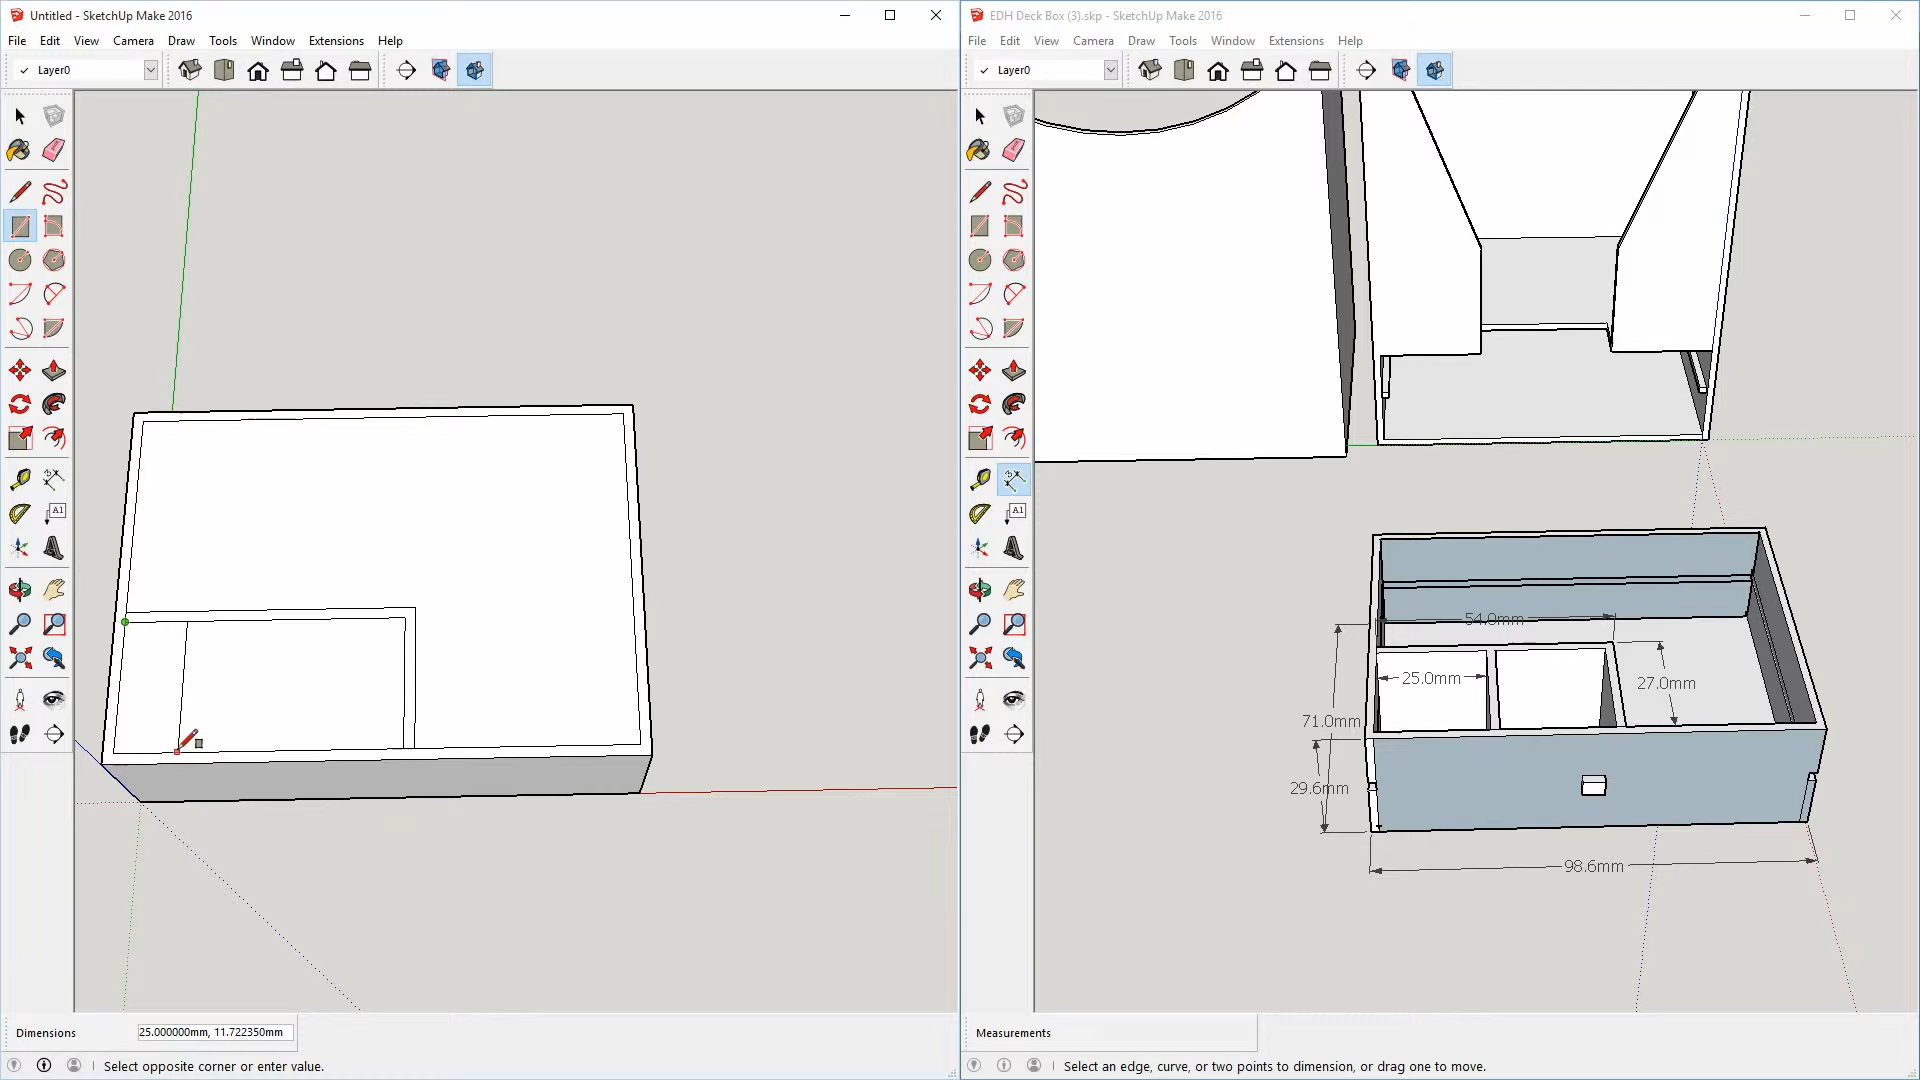 Untitled - SketchUp Make 2016
File Edit View Camera Draw Tools Window Extensions Help
Layer0
A1
Dimensions 25.000000mm, 11.722350mm
Select opposite corner or enter value.
EDH Deck Box (3).skp - SketchUp Make 2016
File Edit View Camera Draw Tools Window Extensions Help
Layer0
A1
54.0mm
25.0mm
27.0mm
71.0mm
29.6mm
98.6mm
Measurements
Select an edge, curve, or two points to dimension, or drag one to move.